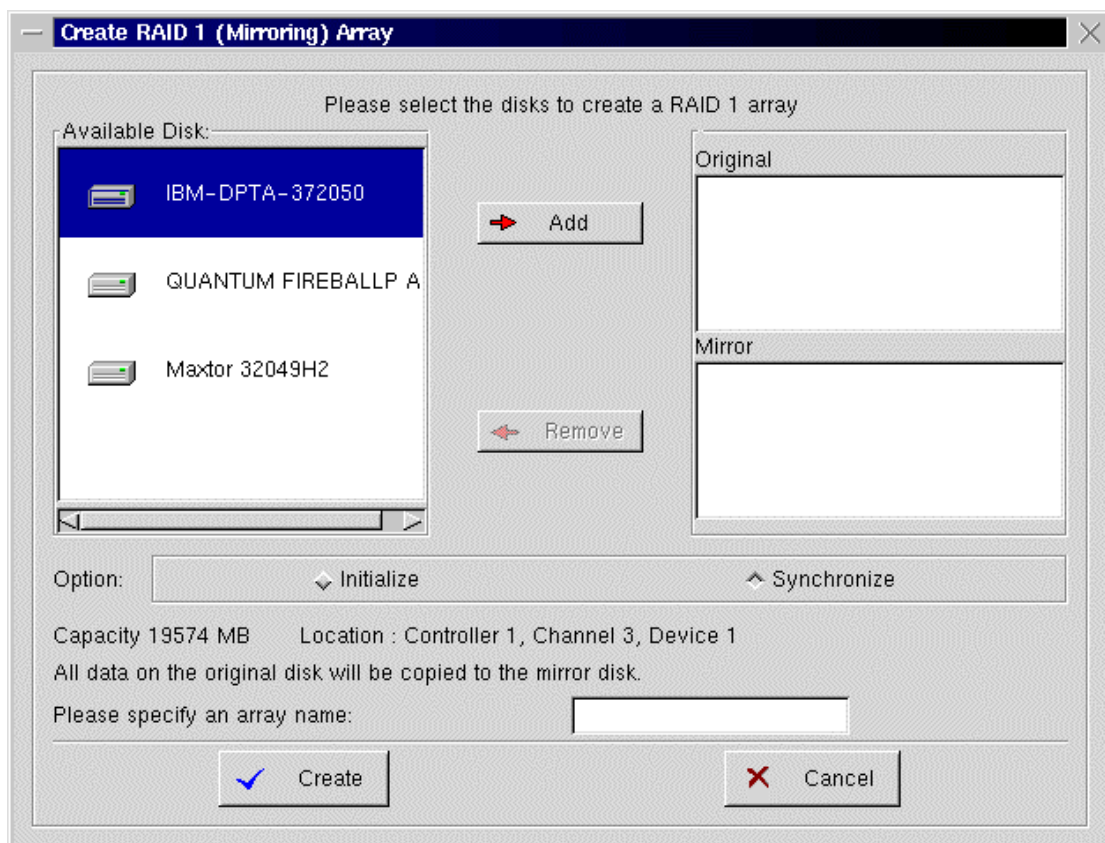 Create RAID 1 (Mirroring) Array
Please select the disks to create a RAID 1 array
Available Disk:
IBM-DPTA-372050
QUANTUM FIREBALLP A
Maxtor 32049H2
Add
Remove
Original
Mirror
Option:
Initialize
Synchronize
Capacity 19574 MB Location : Controller 1, Channel 3, Device 1
All data on the original disk will be copied to the mirror disk.
Please specify an array name:
Create
Cancel